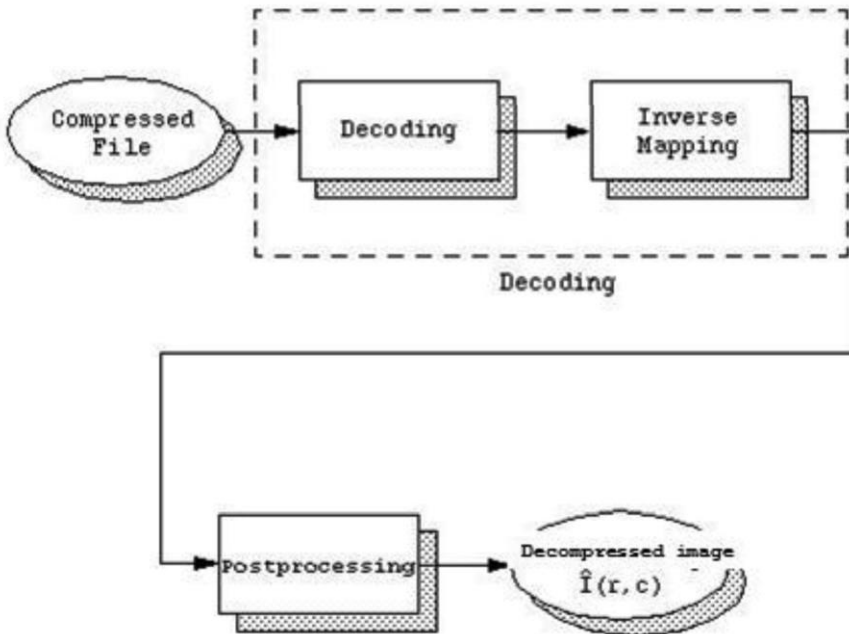 Compressed
File
Decoding
Inverse
Mapping
Decoding
Postprocessing
Decompressed image
Î(r,c)